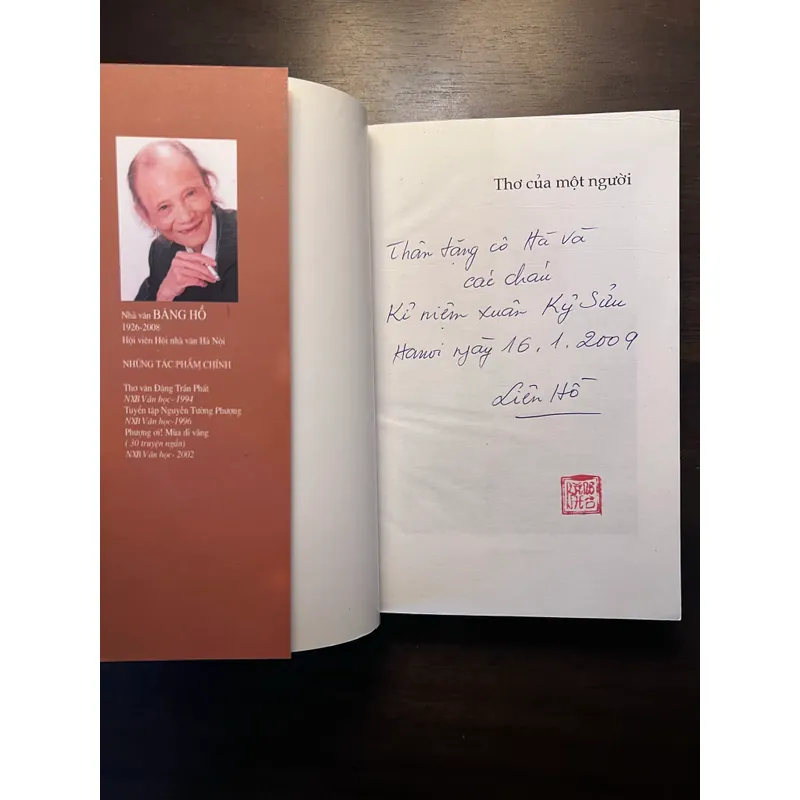 Nhà văn BĂNG HỒ
1926-2008
Hội viên Hội nhà văn Hà Nội
NHỮNG TÁC PHẨM CHÍNH
Thơ văn Đặng Trần Phất
NXB Văn học- 1994
Tuyển tập Nguyễn Tường Phượng
NXB Văn học-1996
Phượng ơi! Mùa dĩ vãng
( 30 truyện ngắn)
NXB Văn học- 2002
Thơ của một người
Thân tặng cô Hà và
các cháu
Kỉ niệm xuân Kỷ Sửu
Hanoi ngày 16.1.2009
Liên Hồ